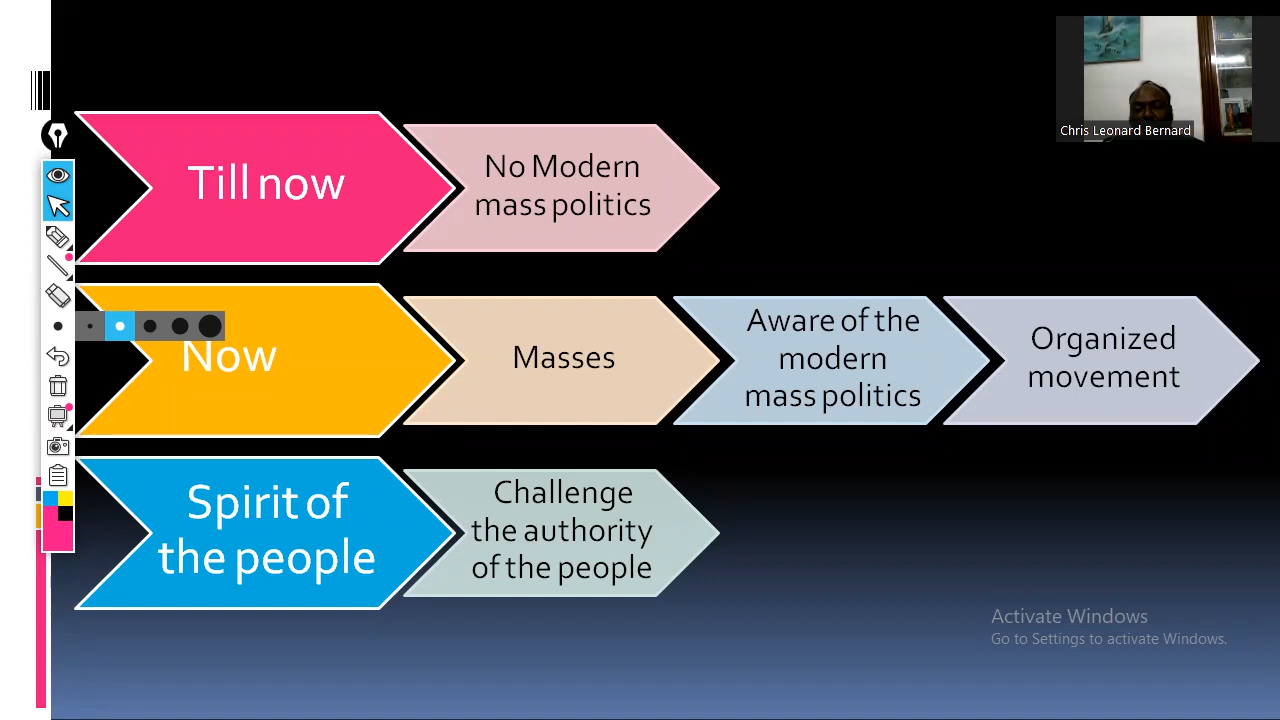 Chris Leonard Bernard
Till now
No Modern
mass politics
Now
Masses
Aware of the
modern
mass politics
Organized
movement
Spirit of
the people
Challenge
the authority
of the people
Activate Windows
Go to Settings to activate Windows.